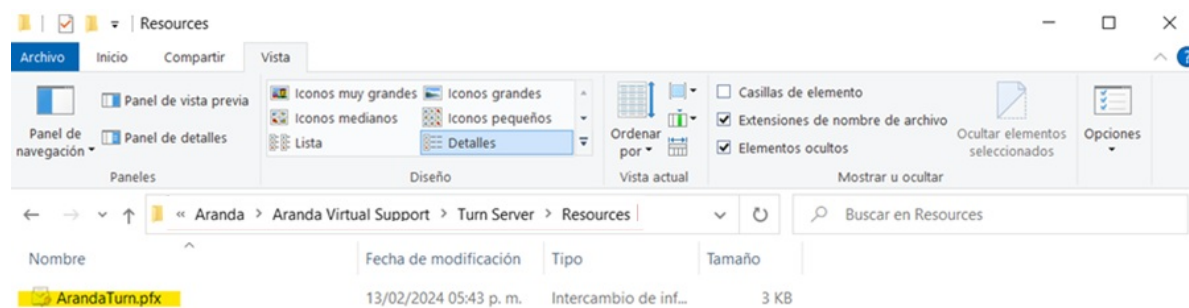 Resources
Archivo Inicio Compartir Vista
Panel de navegación
Panel de vista previa
Panel de detalles
Paneles
Iconos muy grandes Iconos grandes
Iconos medianos Iconos pequeños
Lista Detalles
Diseño
Ordenar por
Vista actual
Casillas de elemento
Extensiones de nombre de archivo
Elementos ocultos
Ocultar elementos seleccionados
Mostrar u ocultar
Opciones
« Aranda > Aranda Virtual Support > Turn Server > Resources
Buscar en Resources
Nombre Fecha de modificación Tipo Tamaño
ArandaTurn.pfx 13/02/2024 05:43 p. m. Intercambio de inf... 3 KB